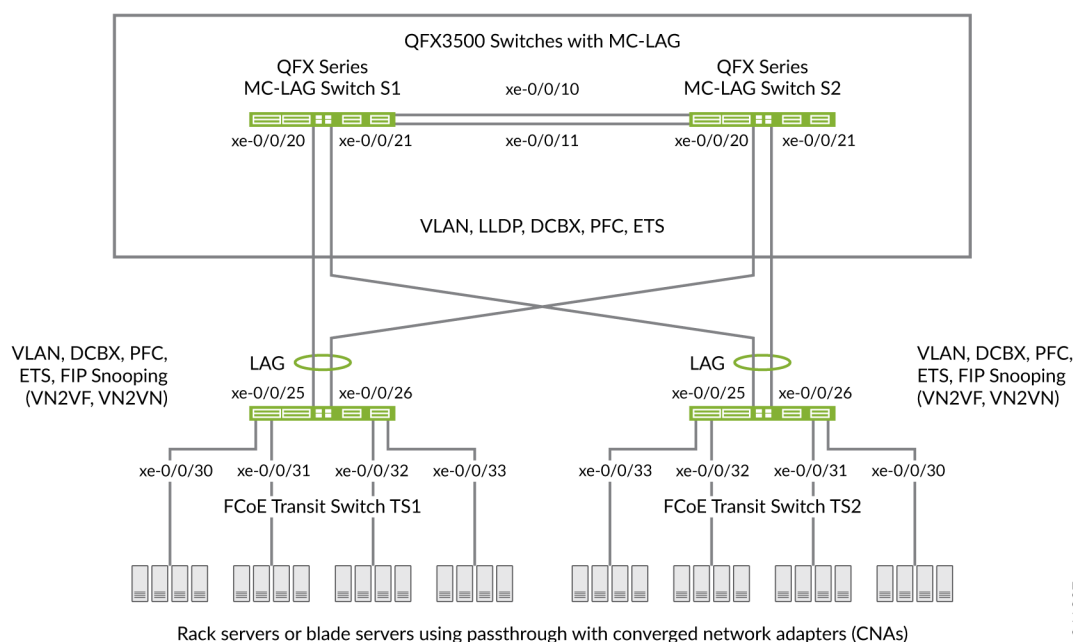 QFX3500 Switches with MC-LAG
QFX Series
MC-LAG Switch S1
QFX Series
MC-LAG Switch S2
xe-0/0/10
xe-0/0/20
xe-0/0/21
xe-0/0/11
xe-0/0/20
xe-0/0/21
VLAN, LLDP, DCBX, PFC, ETS
VLAN, DCBX, PFC,
ETS, FIP Snooping
(VN2VF, VN2VN)
LAG
LAG
VLAN, DCBX, PFC,
ETS, FIP Snooping
(VN2VF, VN2VN)
xe-0/0/25
xe-0/0/26
xe-0/0/25
xe-0/0/26
xe-0/0/30
xe-0/0/31
xe-0/0/32
xe-0/0/33
xe-0/0/33
xe-0/0/32
xe-0/0/31
xe-0/0/30
FCoE Transit Switch TS1
FCoE Transit Switch TS2
Rack servers or blade servers using passthrough with converged network adapters (CNAs)